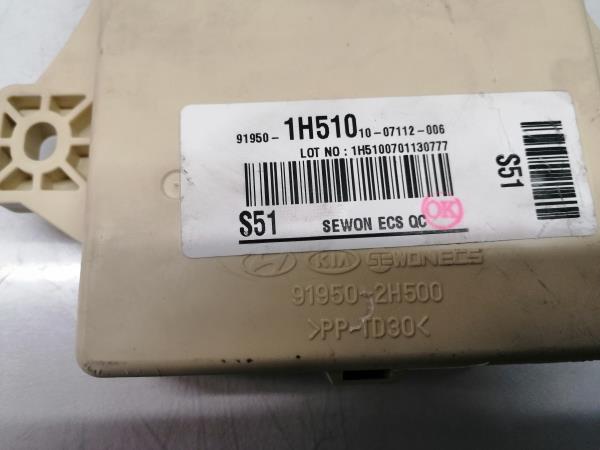 91950- 1H510 10-07112-006
LOT NO : 1H5100701130777
S51 SEWON ECS QC OK
S51
KIA SEWONECS
91950-2H500
>PP-TD30<